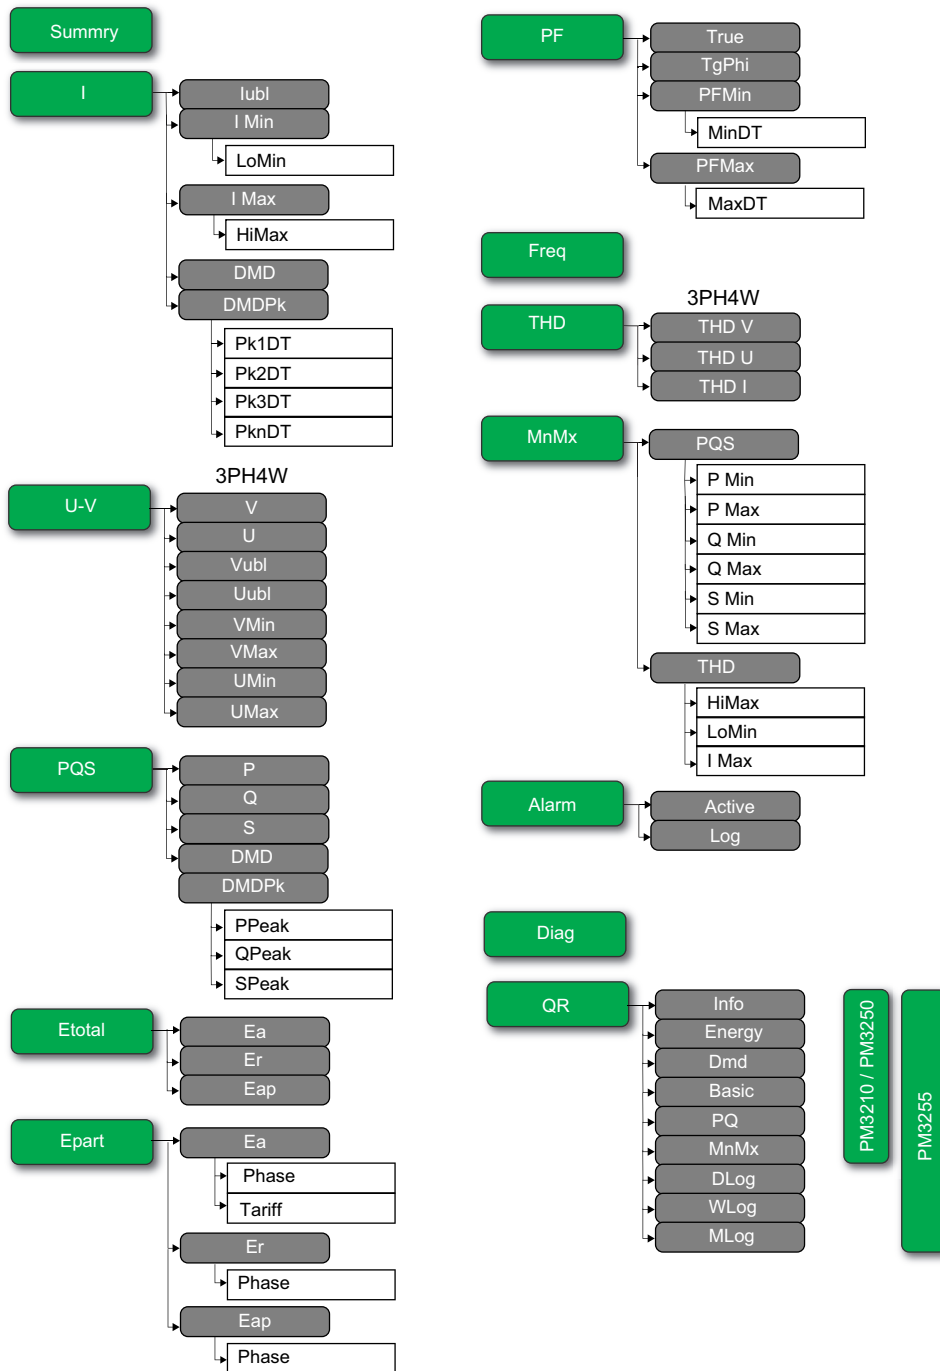 Summry
I
Iubl
I Min
LoMin
I Max
HiMax
DMD
DMDPk
Pk1DT
Pk2DT
Pk3DT
PknDT
3PH4W
U-V
V
U
Vubl
Uubl
VMin
VMax
UMin
UMax
PQS
P
Q
S
DMD
DMDPk
PPeak
QPeak
SPeak
Etotal
Ea
Er
Eap
Epart
Ea
Phase
Tariff
Er
Phase
Eap
Phase
PF
True
TgPhi
PFMin
MinDT
PFMax
MaxDT
Freq
3PH4W
THD
THD V
THD U
THD I
MnMx
PQS
P Min
P Max
Q Min
Q Max
S Min
S Max
THD
HiMax
LoMin
I Max
Alarm
Active
Log
Diag
QR
Info
Energy
Dmd
Basic
PQ
MnMx
DLog
WLog
MLog
PM3210 / PM3250
PM3255